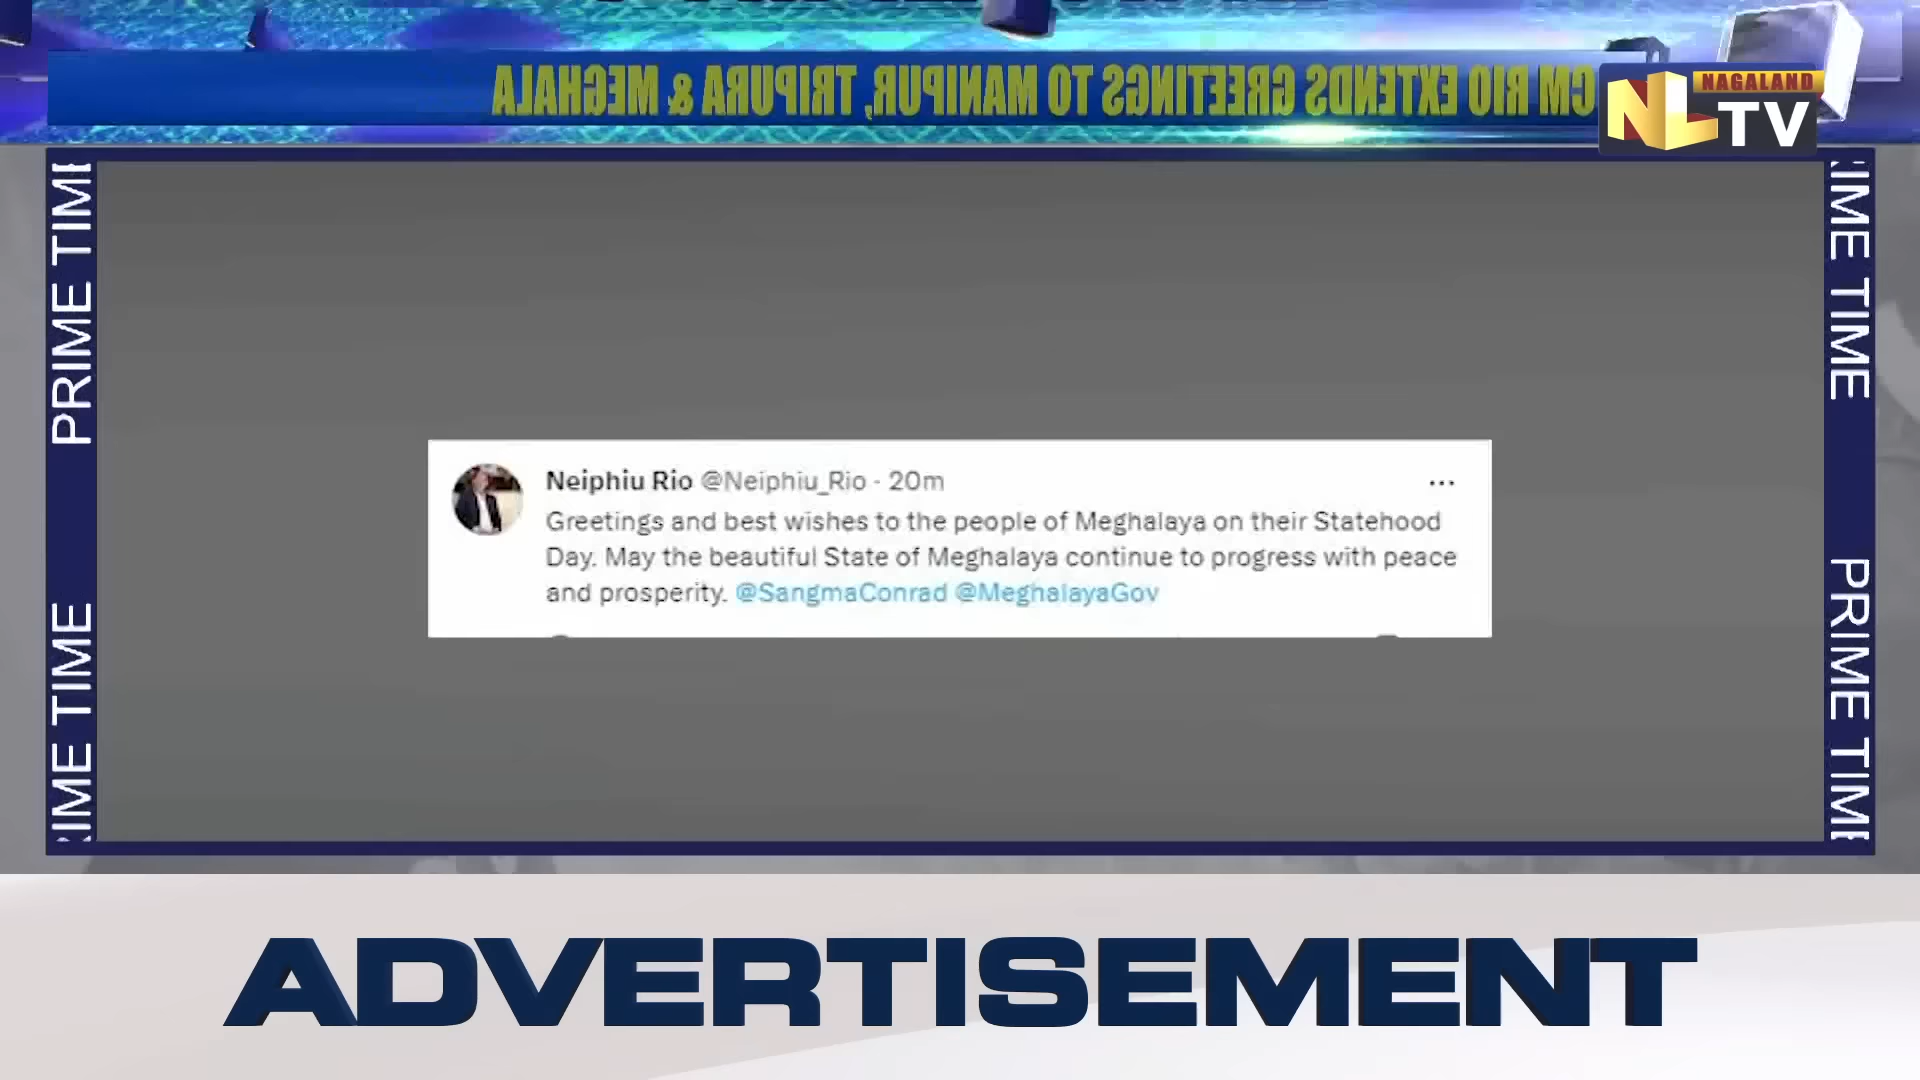 CM RIO EXTENDS GREETINGS TO MANIPUR, TRIPURA & MEGHALA
NAGALAND
NL TV
PRIME TIME
PRIME TIME
Neiphiu Rio @Neiphiu_Rio · 20m
...
Greetings and best wishes to the people of Meghalaya on their Statehood
Day. May the beautiful State of Meghalaya continue to progress with peace
and prosperity. @SangmaConrad @MeghalayaGov
TIME
PRIME
TIME
PRIME TIME
ADVERTISEMENT